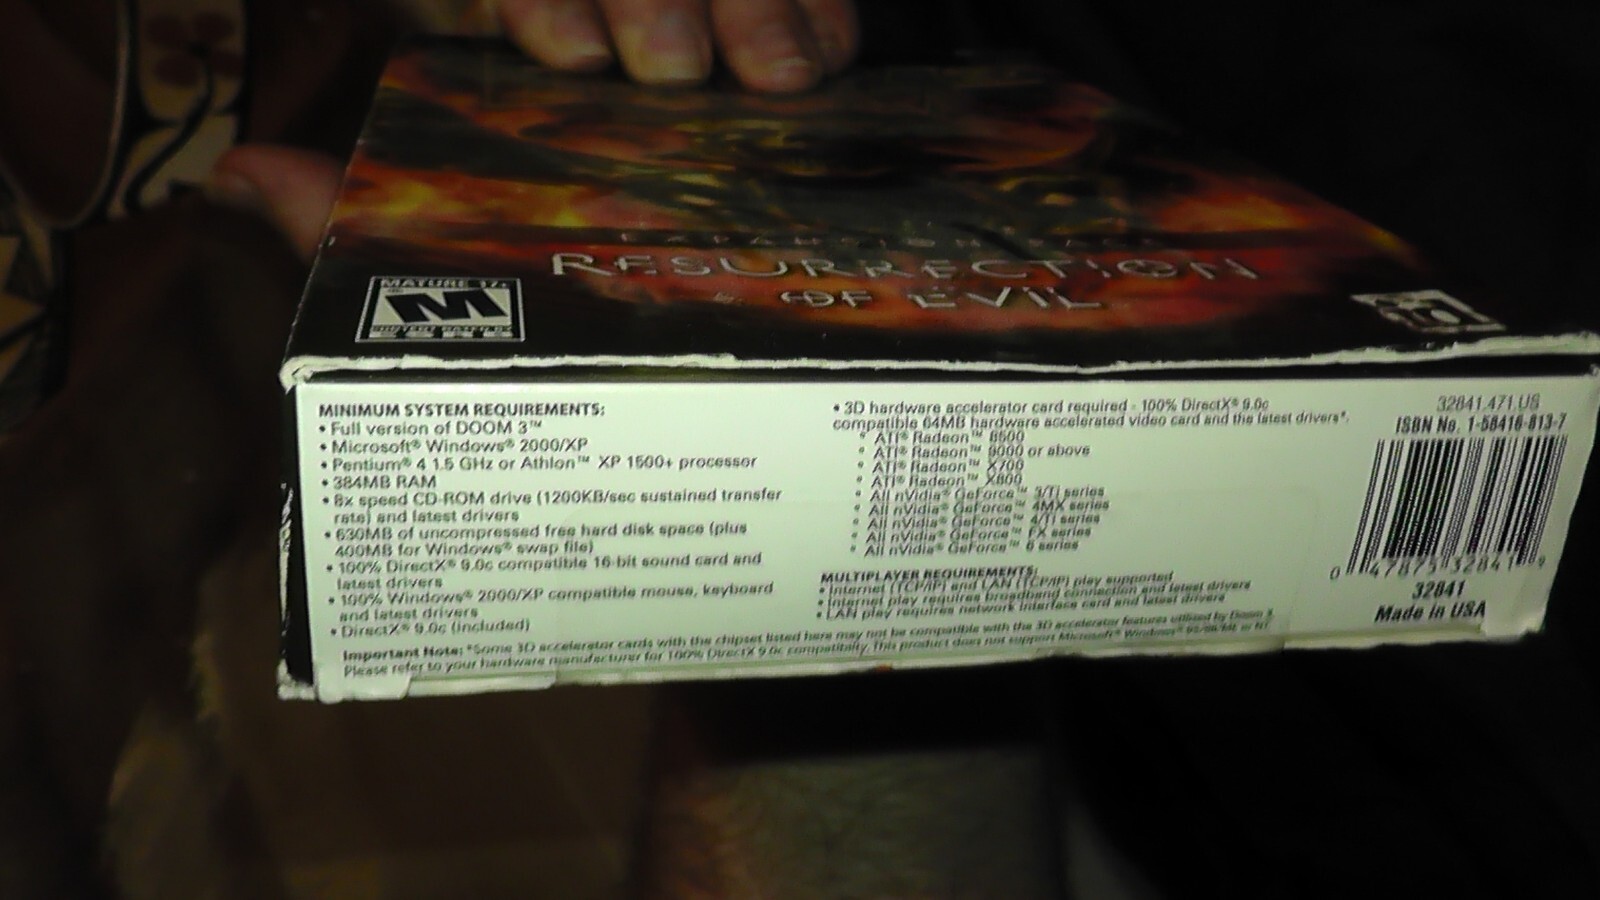 EXPANSION PACK
RESURRECTION
OF EVIL
MATURE 17+
M
CONTENT RATED BY
ESRB
id
MINIMUM SYSTEM REQUIREMENTS:
• Full version of DOOM 3™
• Microsoft® Windows® 2000/XP
• Pentium® 4 1.5 GHz or Athlon™ XP 1500+ processor
• 384MB RAM
• 8x speed CD-ROM drive (1200KB/sec sustained transfer
rate) and latest drivers
• 630MB of uncompressed free hard disk space (plus
400MB for Windows® swap file)
• 100% DirectX® 9.0c compatible 16-bit sound card and
latest drivers
• 100% Windows® 2000/XP compatible mouse, keyboard
and latest drivers
• DirectX® 9.0c (included)
• 3D hardware accelerator card required - 100% DirectX® 9.0c
compatible 64MB hardware accelerated video card and the latest drivers*.
° ATI® Radeon™ 8500
° ATI® Radeon™ 9000 or above
° ATI® Radeon™ X700
° ATI® Radeon™ X800
° All nVidia® GeForce™ 3/Ti series
° All nVidia® GeForce™ 4MX series
° All nVidia® GeForce™ 4/Ti series
° All nVidia® GeForce™ FX series
° All nVidia® GeForce™ 6 series
MULTIPLAYER REQUIREMENTS:
• Internet (TCP/IP) and LAN (TCP/IP) play supported
• Internet play requires broadband connection and latest drivers
• LAN play requires network interface card and latest drivers
Important Note: *Some 3D accelerator cards with the chipset listed here may not be compatible with the 3D accelerator features utilized by Doom 3.
Please refer to your hardware manufacturer for 100% DirectX 9.0c compatibility. This product does not support Microsoft® Windows® 95/98/ME or NT.
32841.471.US
ISBN No. 1-58416-813-7
0 47875 32841 9
32841
Made in USA